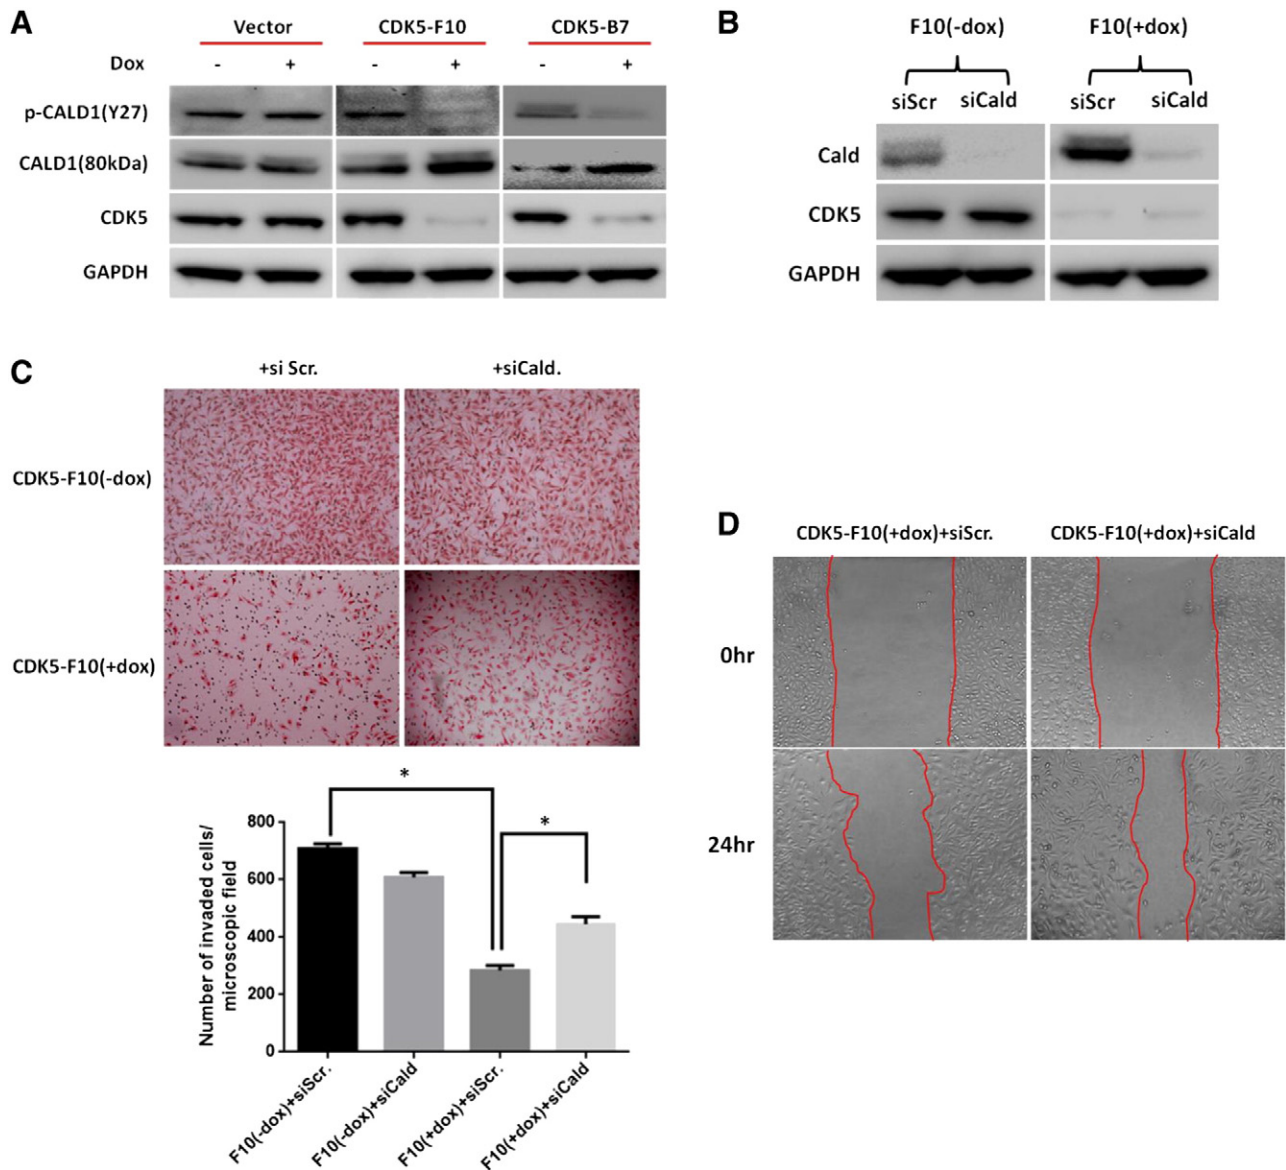 A
Vector CDK5-F10 CDK5-B7
Dox - + - + - +
p-CALD1(Y27)
CALD1(80kDa)
CDK5
GAPDH
B
F10(-dox) F10(+dox)
siScr siCald siScr siCald
Cald
CDK5
GAPDH
C
+si Scr. +siCald.
CDK5-F10(-dox)
CDK5-F10(+dox)
*
*
Number of invaded cells/
microscopic field
800
600
400
200
0
F10(-dox)+siScr.
F10(-dox)+siCald
F10(+dox)+siScr.
F10(+dox)+siCald
D
CDK5-F10(+dox)+siScr. CDK5-F10(+dox)+siCald
0hr
24hr